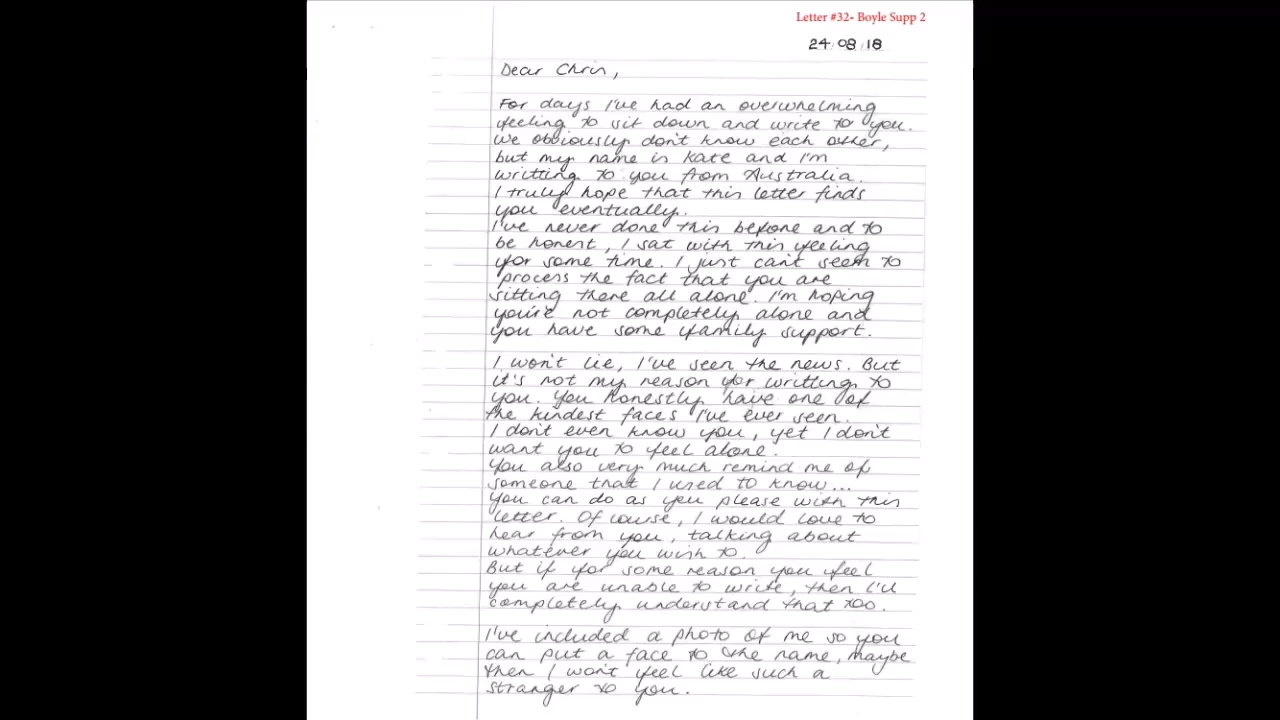 Letter #32- Boyle Supp 2
24/08/18
Dear Chris,
For days I've had an overwhelming
feeling to sit down and write to you.
We obviously don't know each other,
but my name is Kate and I'm
writting to you from Australia.
I truly hope that this letter finds
you eventually.
I've never done this before and to
be honest, I sat with this feeling
for some time. I just can't seem to
process the fact that you are
sitting there all alone. I'm hoping
you're not completely alone and
you have some family support.
I won't lie, I've seen the news. But
it's not my reason for writting to
you. You honestly have one of
the kindest faces I've ever seen.
I don't even know you, yet I don't
want you to feel alone.
You also very much remind me of
someone that I used to know...
You can do as you please with this
letter. Of course, I would love to
hear from you, talking about
whatever you wish to.
But if for some reason you feel
you are unable to write, then I'll
completely understand that too.
I've included a photo of me so you
can put a face to the name, maybe
then I won't feel like such a
stranger to you.